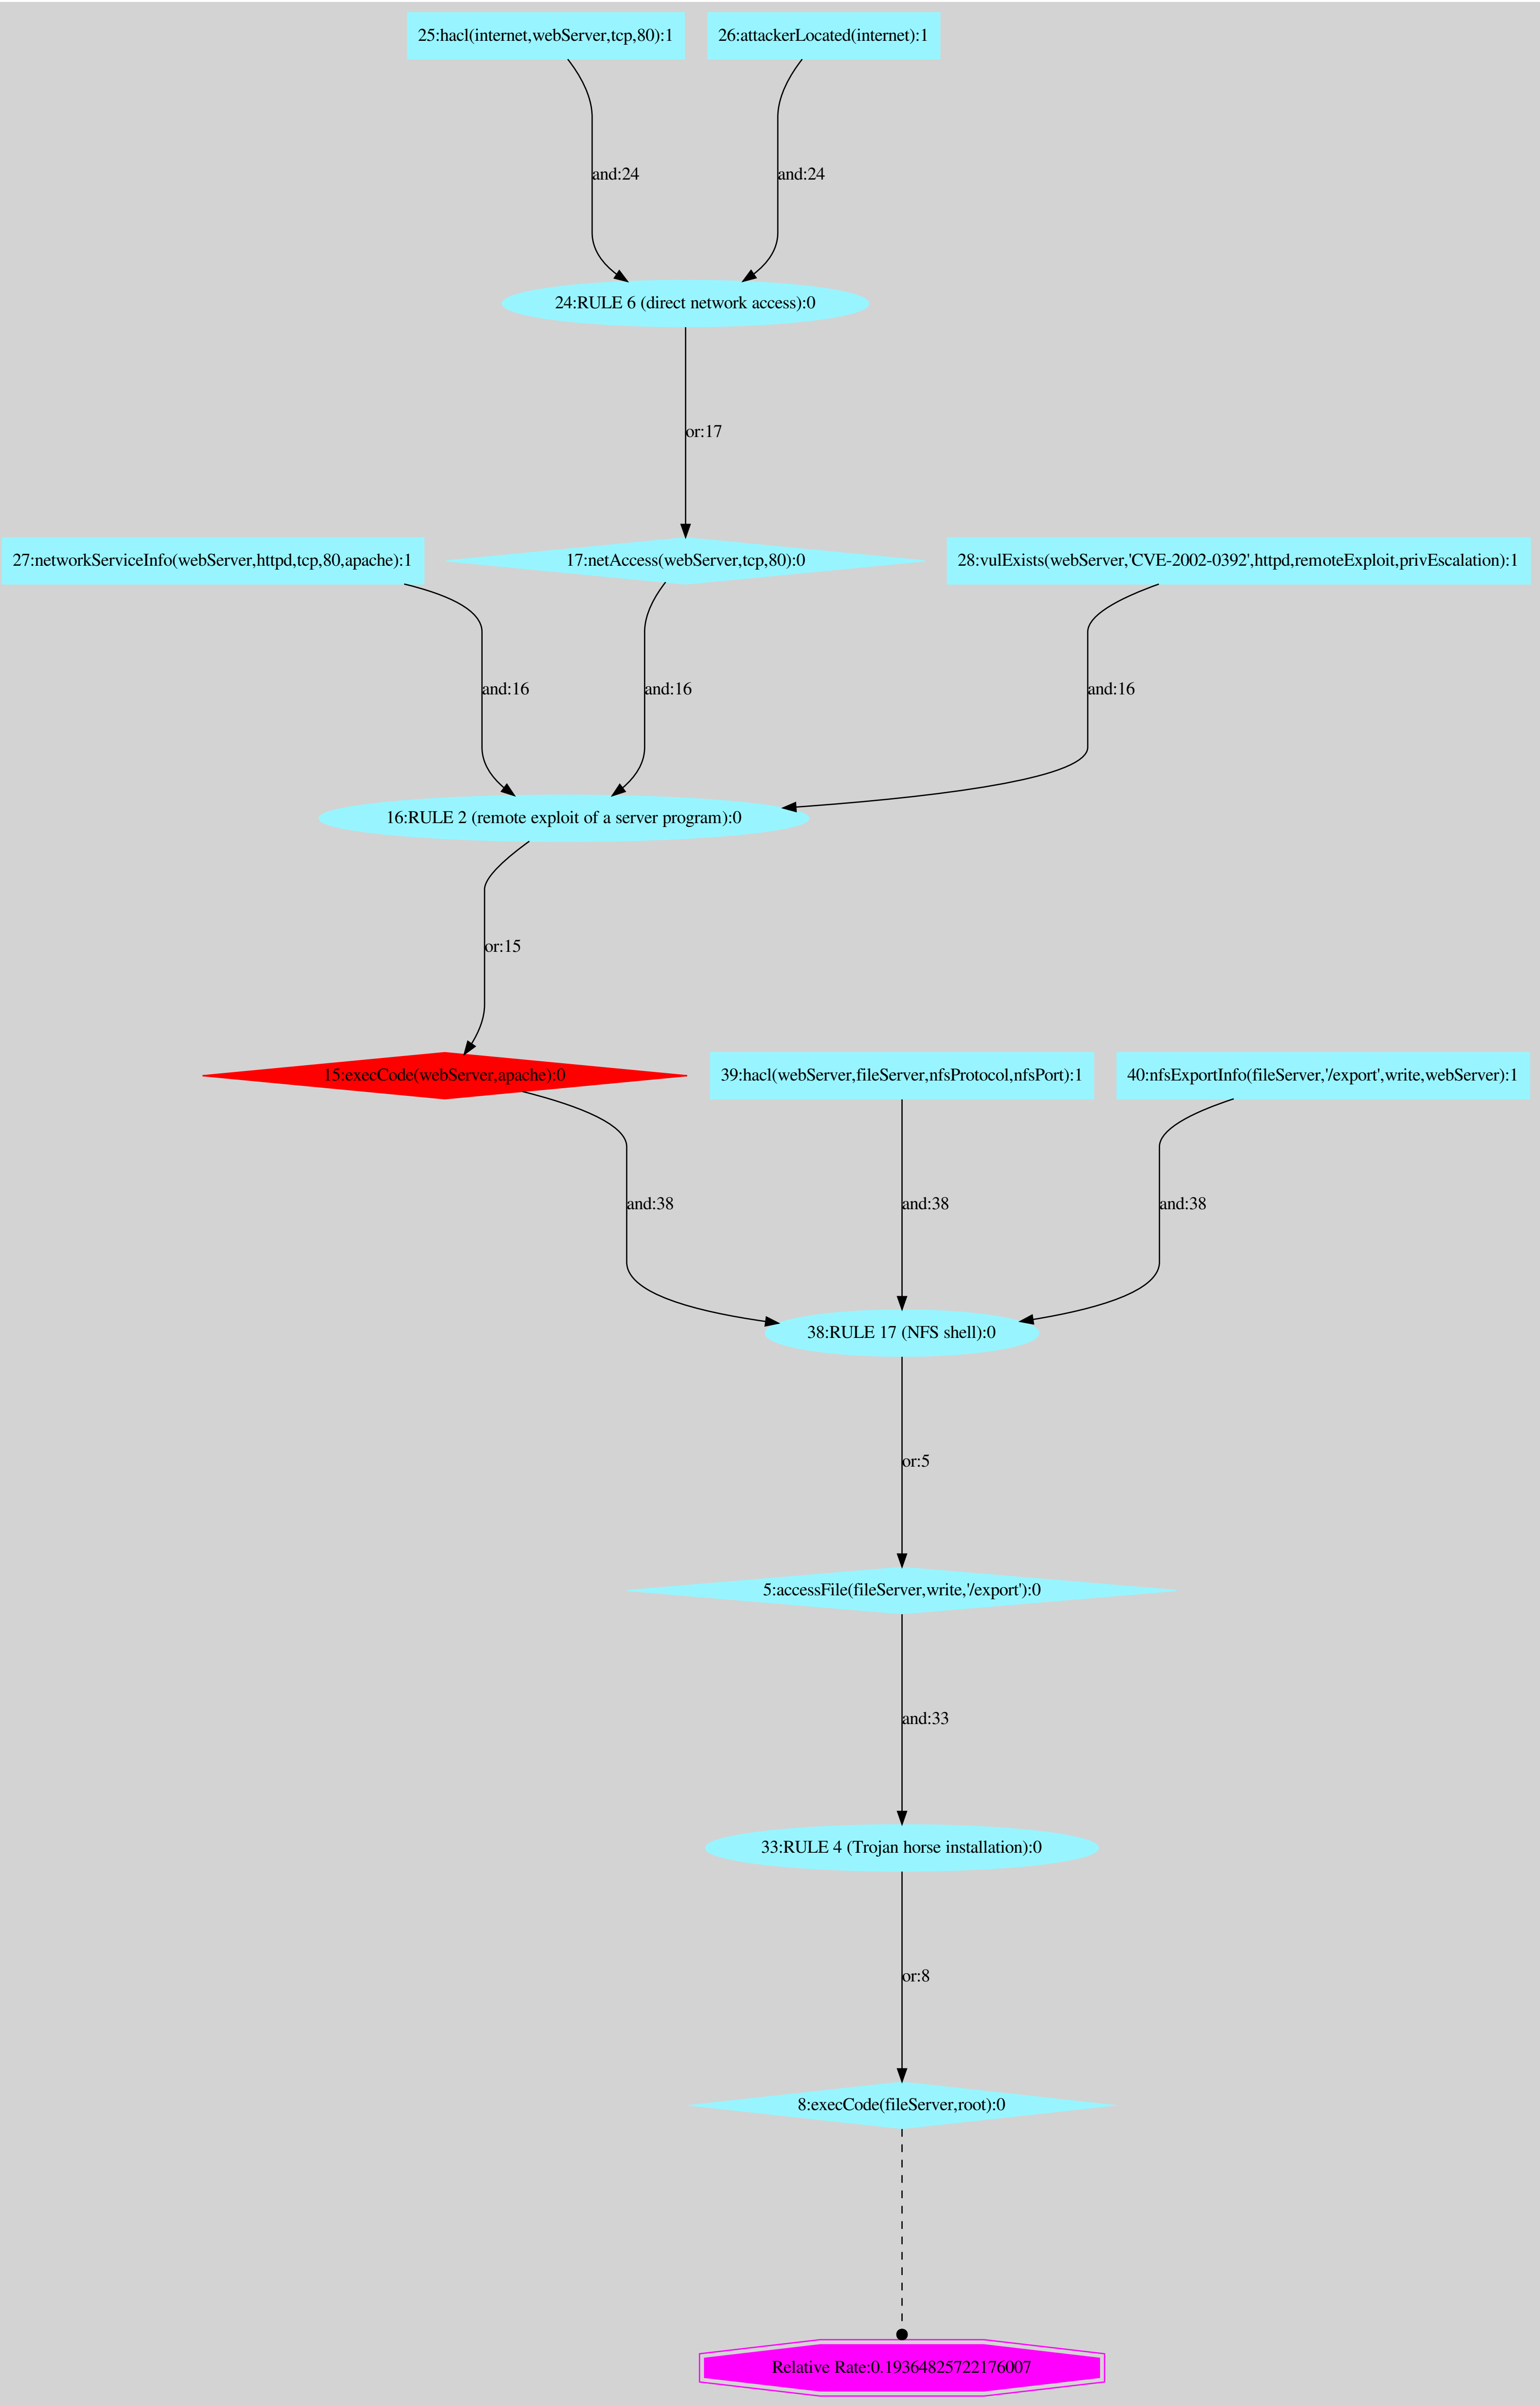 25:hacl(internet,webServer,tcp,80):1
26:attackerLocated(internet):1
and:24
and:24
24:RULE 6 (direct network access):0
or:17
27:networkServiceInfo(webServer,httpd,tcp,80,apache):1
17:netAccess(webServer,tcp,80):0
28:vulExists(webServer,'CVE-2002-0392',httpd,remoteExploit,privEscalation):1
and:16
and:16
and:16
16:RULE 2 (remote exploit of a server program):0
or:15
15:execCode(webServer,apache):0
39:hacl(webServer,fileServer,nfsProtocol,nfsPort):1
40:nfsExportInfo(fileServer,'/export',write,webServer):1
and:38
and:38
and:38
38:RULE 17 (NFS shell):0
or:5
5:accessFile(fileServer,write,'/export'):0
and:33
33:RULE 4 (Trojan horse installation):0
or:8
8:execCode(fileServer,root):0
Relative Rate:0.19364825722176007